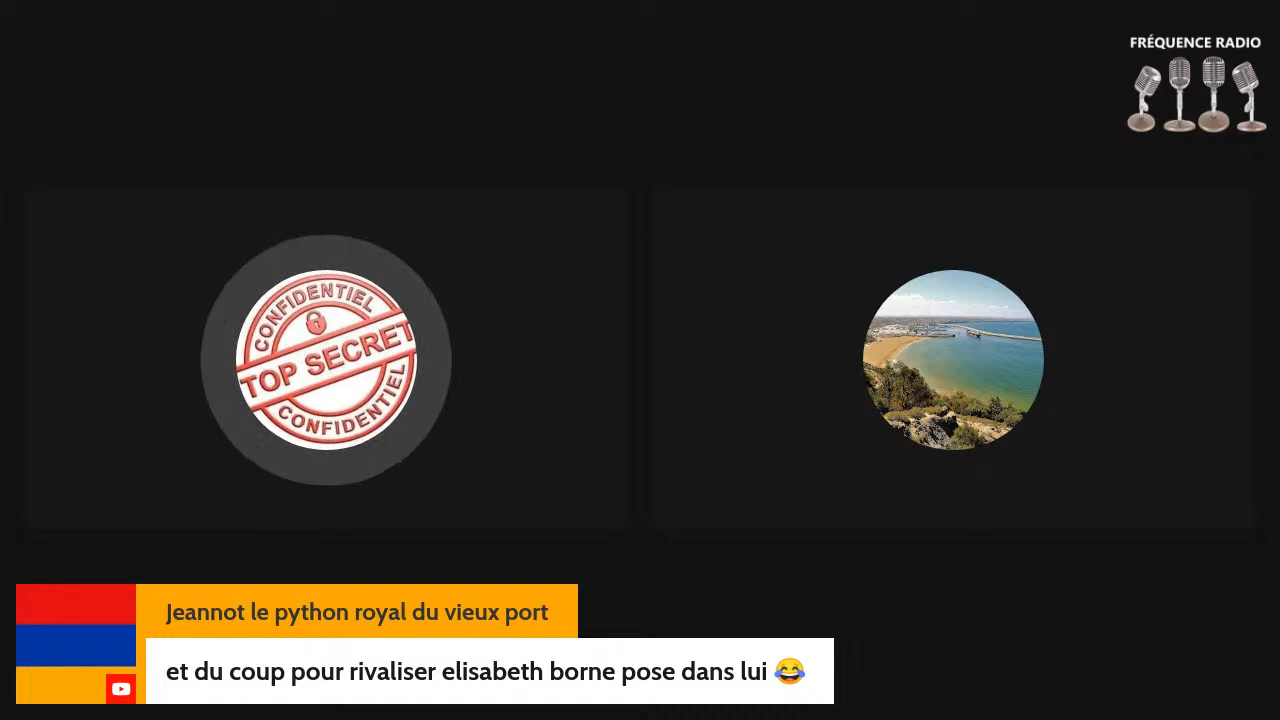 FRÉQUENCE RADIO
CONFIDENTIEL
TOP SECRET
CONFIDENTIEL
Jeannot le python royal du vieux port
et du coup pour rivaliser elisabeth borne pose dans lui 😂